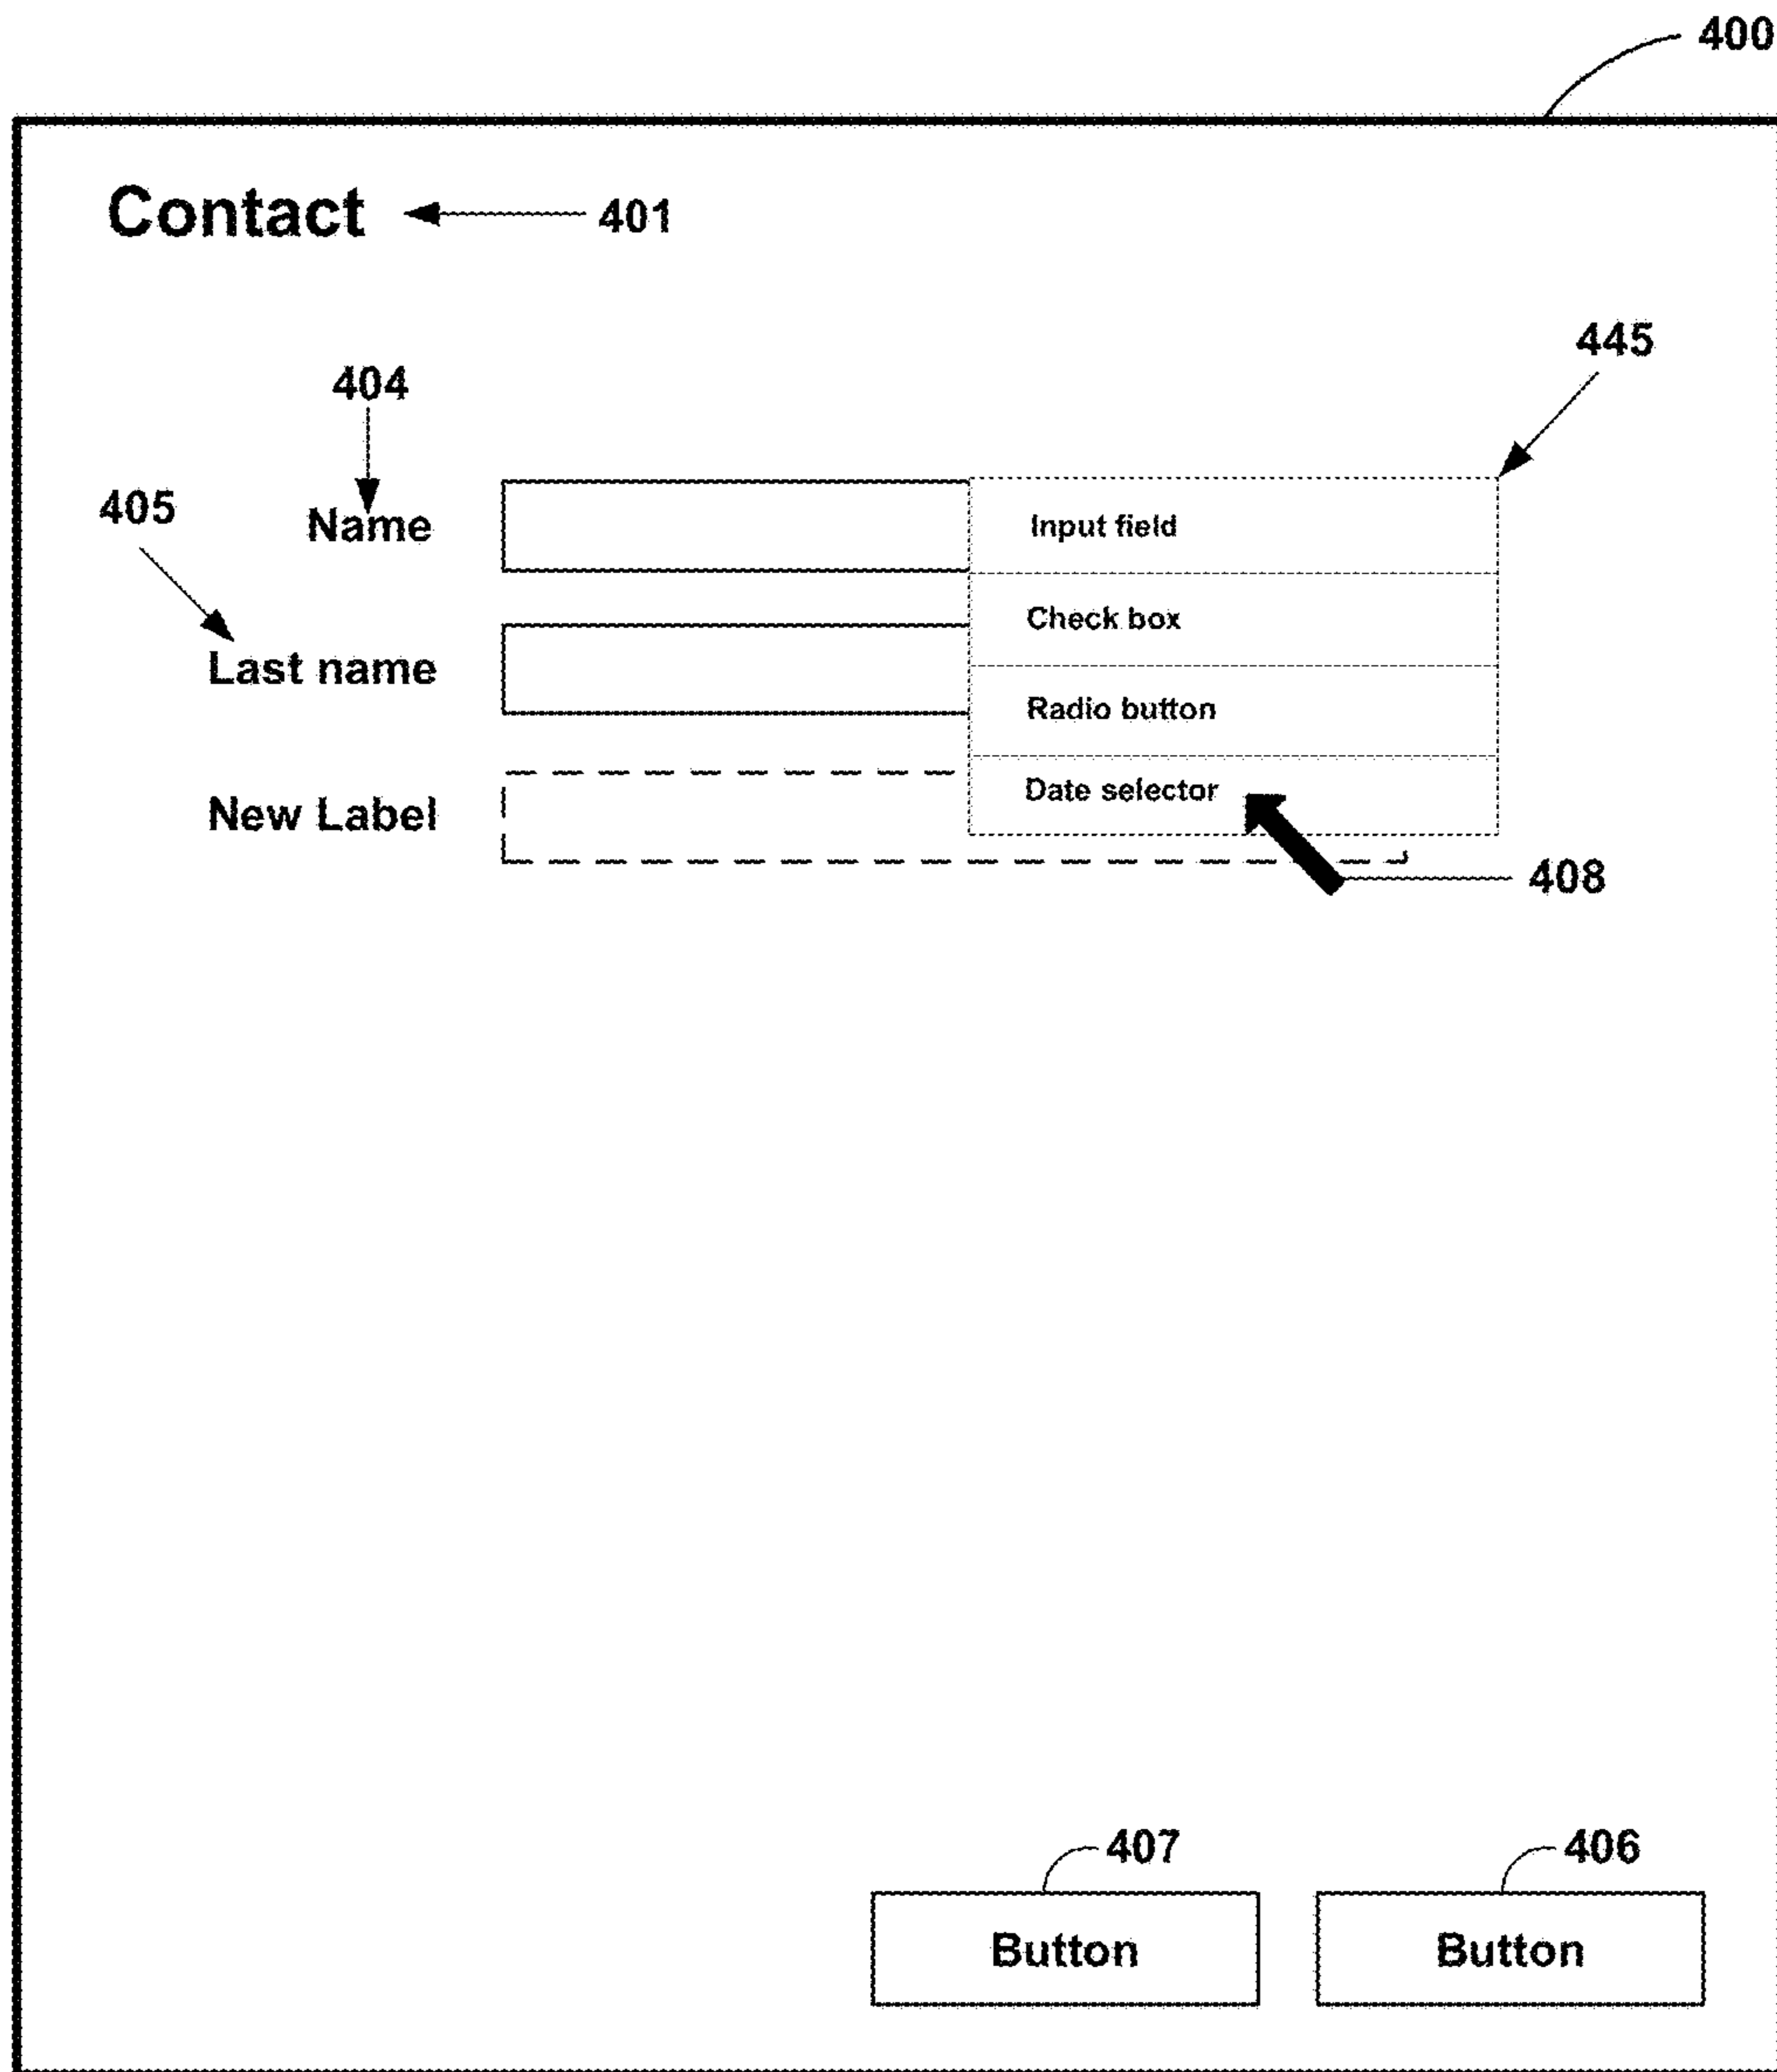 400
Contact 401
445
404
405
Name
Input field
Check box
Last name
Radio button
Date selector
New Label
408
407 406
Button Button